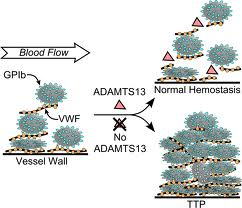 Blood Flow
GPIb
VWF
Vessel Wall
ADAMTS13
No
ADAMTS13
Normal Hemostasis
TTP